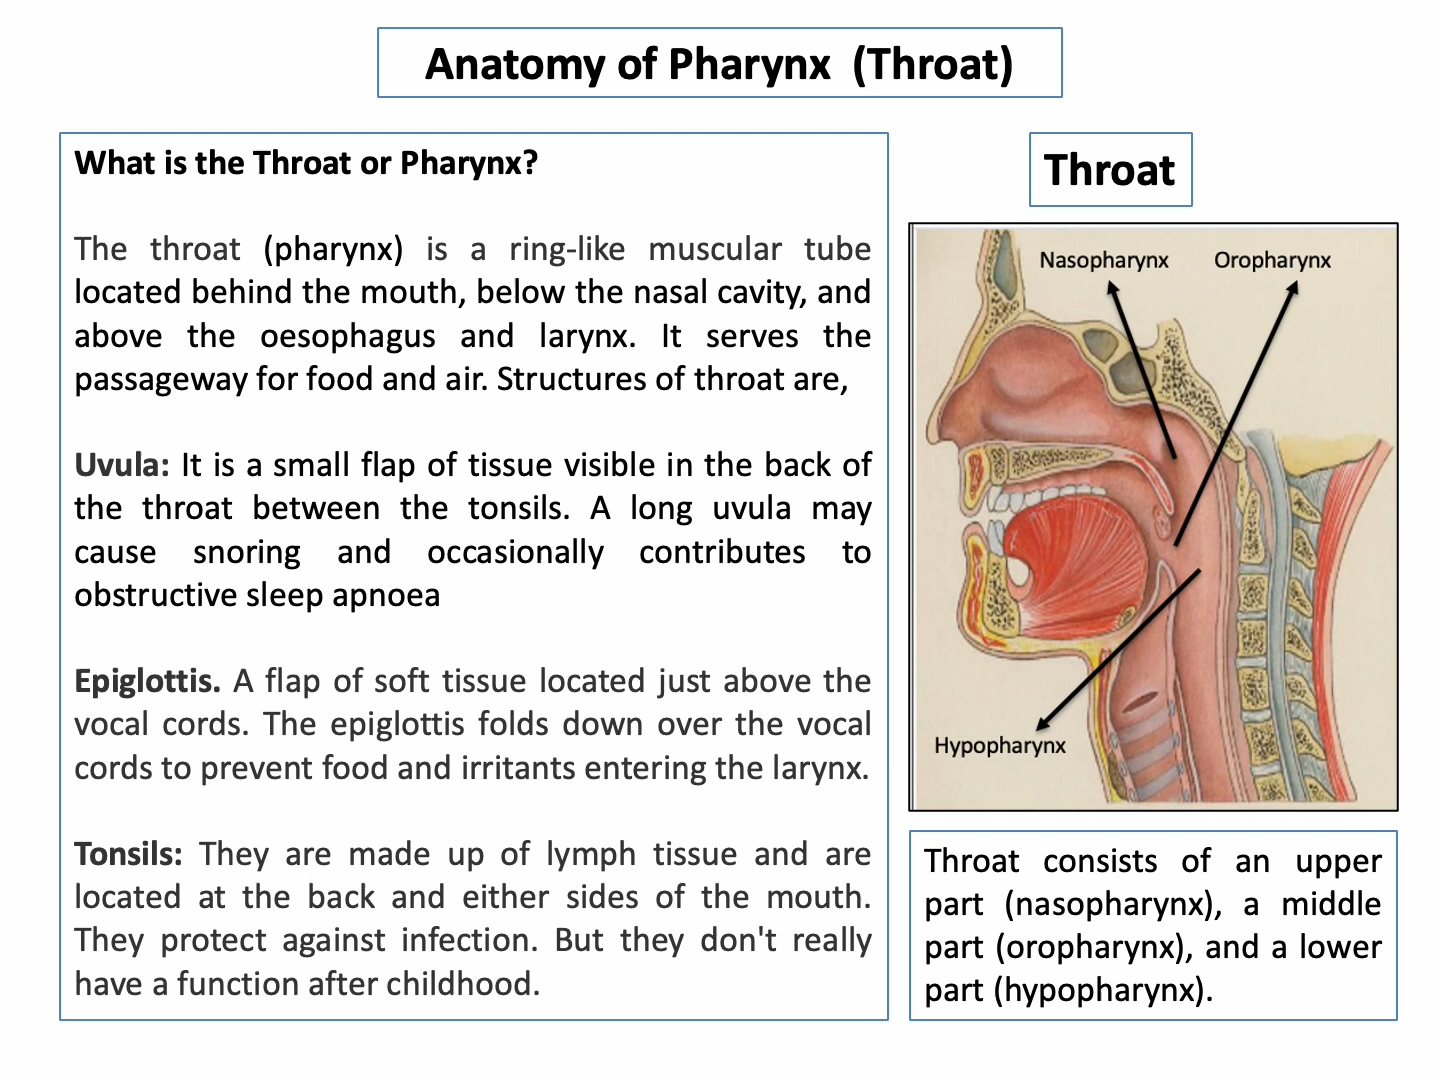 Anatomy of Pharynx (Throat)
What is the Throat or Pharynx?
The throat (pharynx) is a ring-like muscular tube
located behind the mouth, below the nasal cavity, and
above the oesophagus and larynx. It serves the
passageway for food and air. Structures of throat are,
Uvula: It is a small flap of tissue visible in the back of
the throat between the tonsils. A long uvula may
cause snoring and occasionally contributes to
obstructive sleep apnoea
Epiglottis. A flap of soft tissue located just above the
vocal cords. The epiglottis folds down over the vocal
cords to prevent food and irritants entering the larynx.
Tonsils: They are made up of lymph tissue and are
located at the back and either sides of the mouth.
They protect against infection. But they don't really
have a function after childhood.
Throat
Nasopharynx
Oropharynx
Hypopharynx
Throat consists of an upper
part (nasopharynx), a middle
part (oropharynx), and a lower
part (hypopharynx).